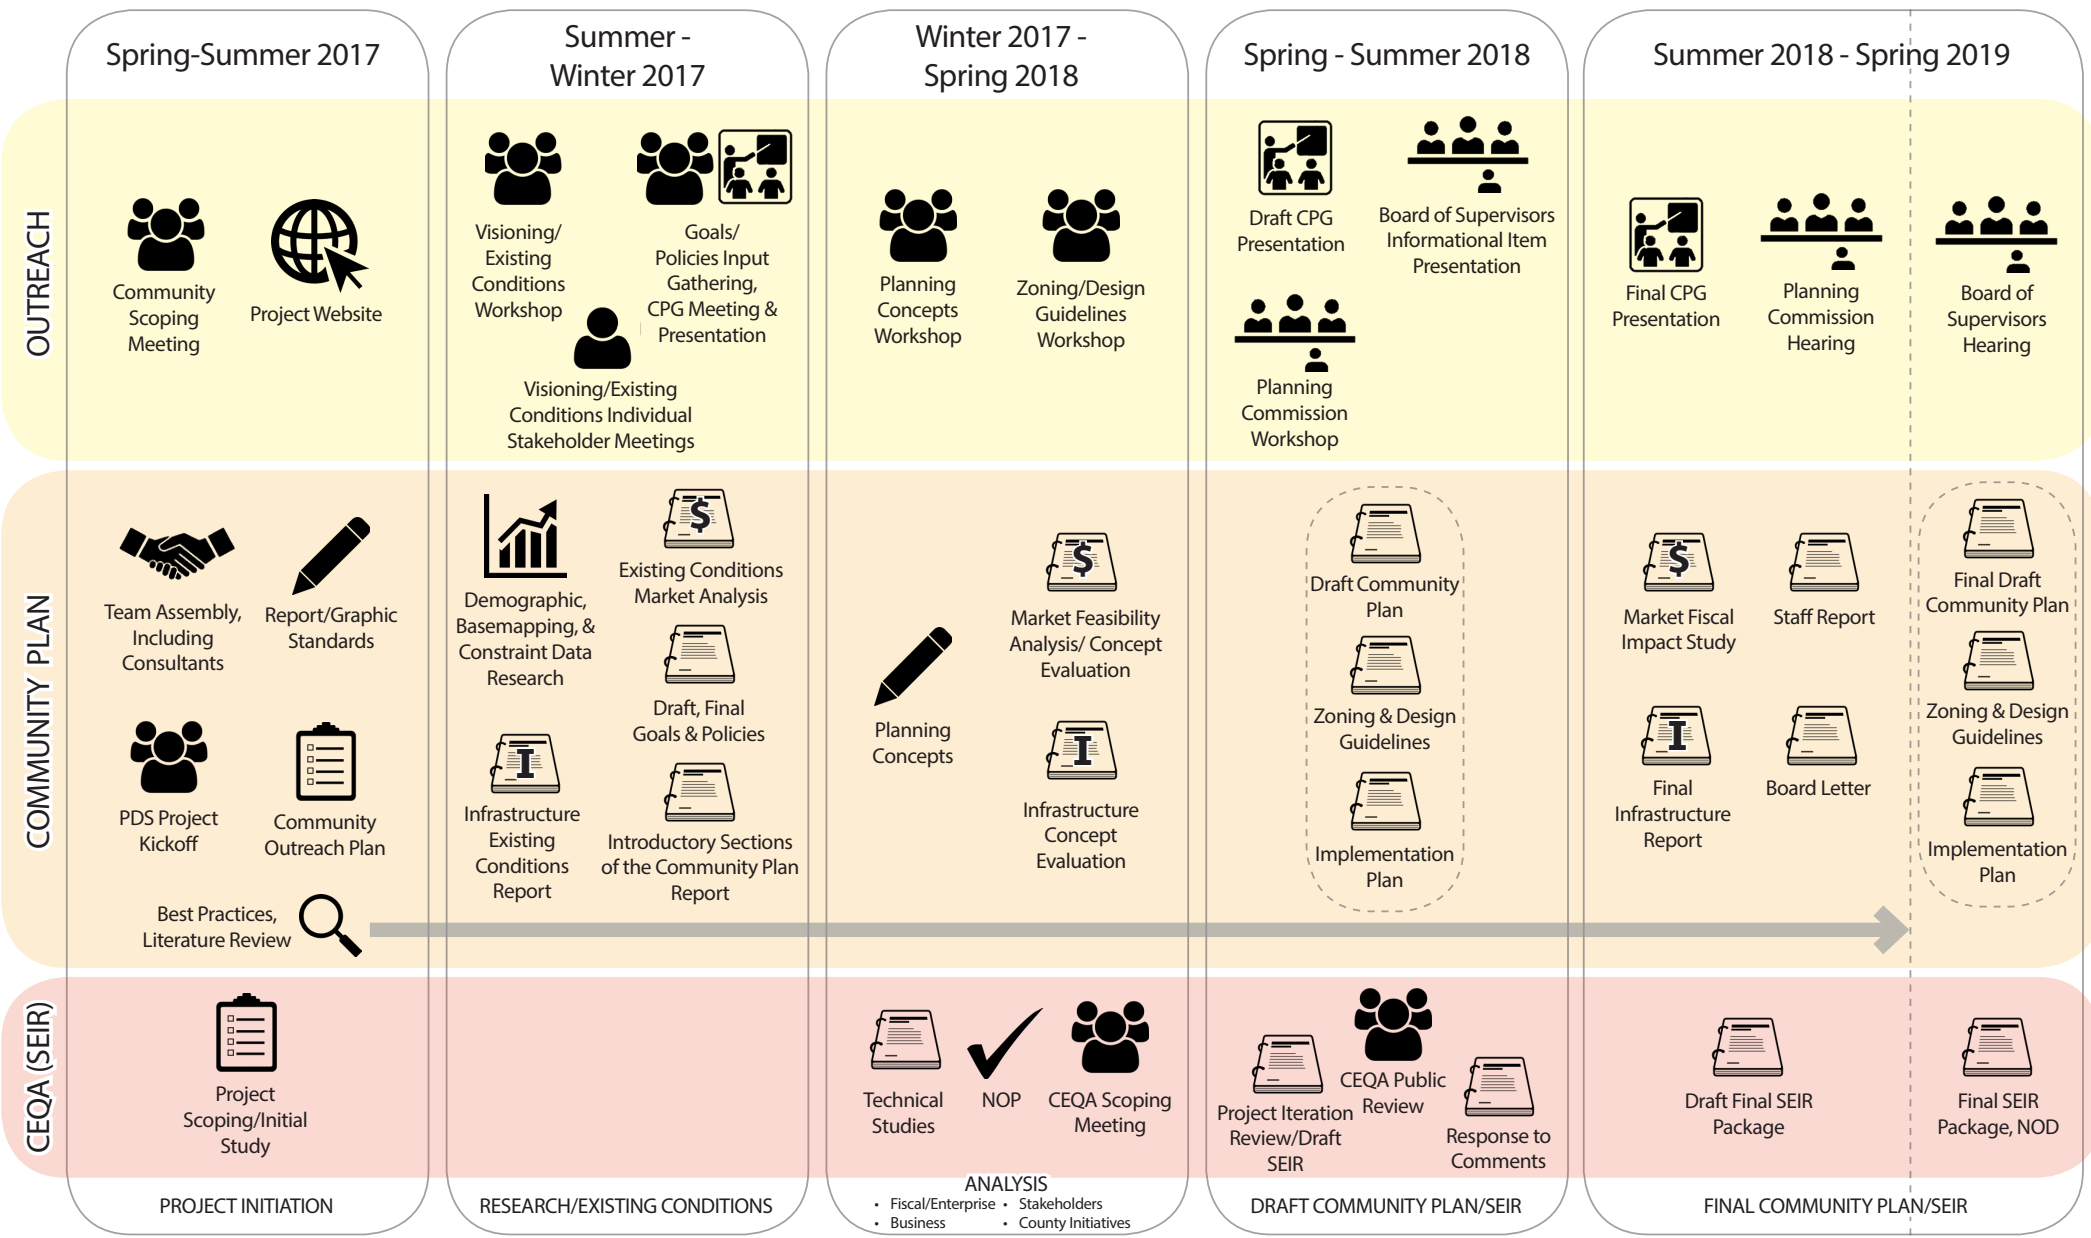 Spring-Summer 2017
Summer -
Winter 2017
Winter 2017 -
Spring 2018
Spring - Summer 2018
Summer 2018 - Spring 2019
OUTREACH
Community
Scoping
Meeting
Project Website
Visioning/
Existing
Conditions
Workshop
Goals/
Policies Input
Gathering,
CPG Meeting &
Presentation
Visioning/Existing
Conditions Individual
Stakeholder Meetings
Planning
Concepts
Workshop
Zoning/Design
Guidelines
Workshop
Draft CPG
Presentation
Board of Supervisors
Informational Item
Presentation
Planning
Commission
Workshop
Final CPG
Presentation
Planning
Commission
Hearing
Board of
Supervisors
Hearing
COMMUNITY PLAN
Team Assembly,
Including
Consultants
Report/Graphic
Standards
PDS Project
Kickoff
Community
Outreach Plan
Best Practices,
Literature Review
Demographic,
Basemapping, &
Constraint Data
Research
$
Existing Conditions
Market Analysis
Draft, Final
Goals & Policies
I
Infrastructure
Existing
Conditions
Report
Introductory Sections
of the Community Plan
Report
Planning
Concepts
$
Market Feasibility
Analysis/ Concept
Evaluation
I
Infrastructure
Concept
Evaluation
Draft Community
Plan
Zoning & Design
Guidelines
Implementation
Plan
$
Market Fiscal
Impact Study
Staff Report
I
Final
Infrastructure
Report
Board Letter
Final Draft
Community Plan
Zoning & Design
Guidelines
Implementation
Plan
CEQA (SEIR)
Project
Scoping/Initial
Study
Technical
Studies
NOP
CEQA Scoping
Meeting
Project Iteration
Review/Draft
SEIR
CEQA Public
Review
Response to
Comments
Draft Final SEIR
Package
Final SEIR
Package, NOD
PROJECT INITIATION
RESEARCH/EXISTING CONDITIONS
ANALYSIS
• Fiscal/Enterprise • Stakeholders
• Business • County Initiatives
DRAFT COMMUNITY PLAN/SEIR
FINAL COMMUNITY PLAN/SEIR